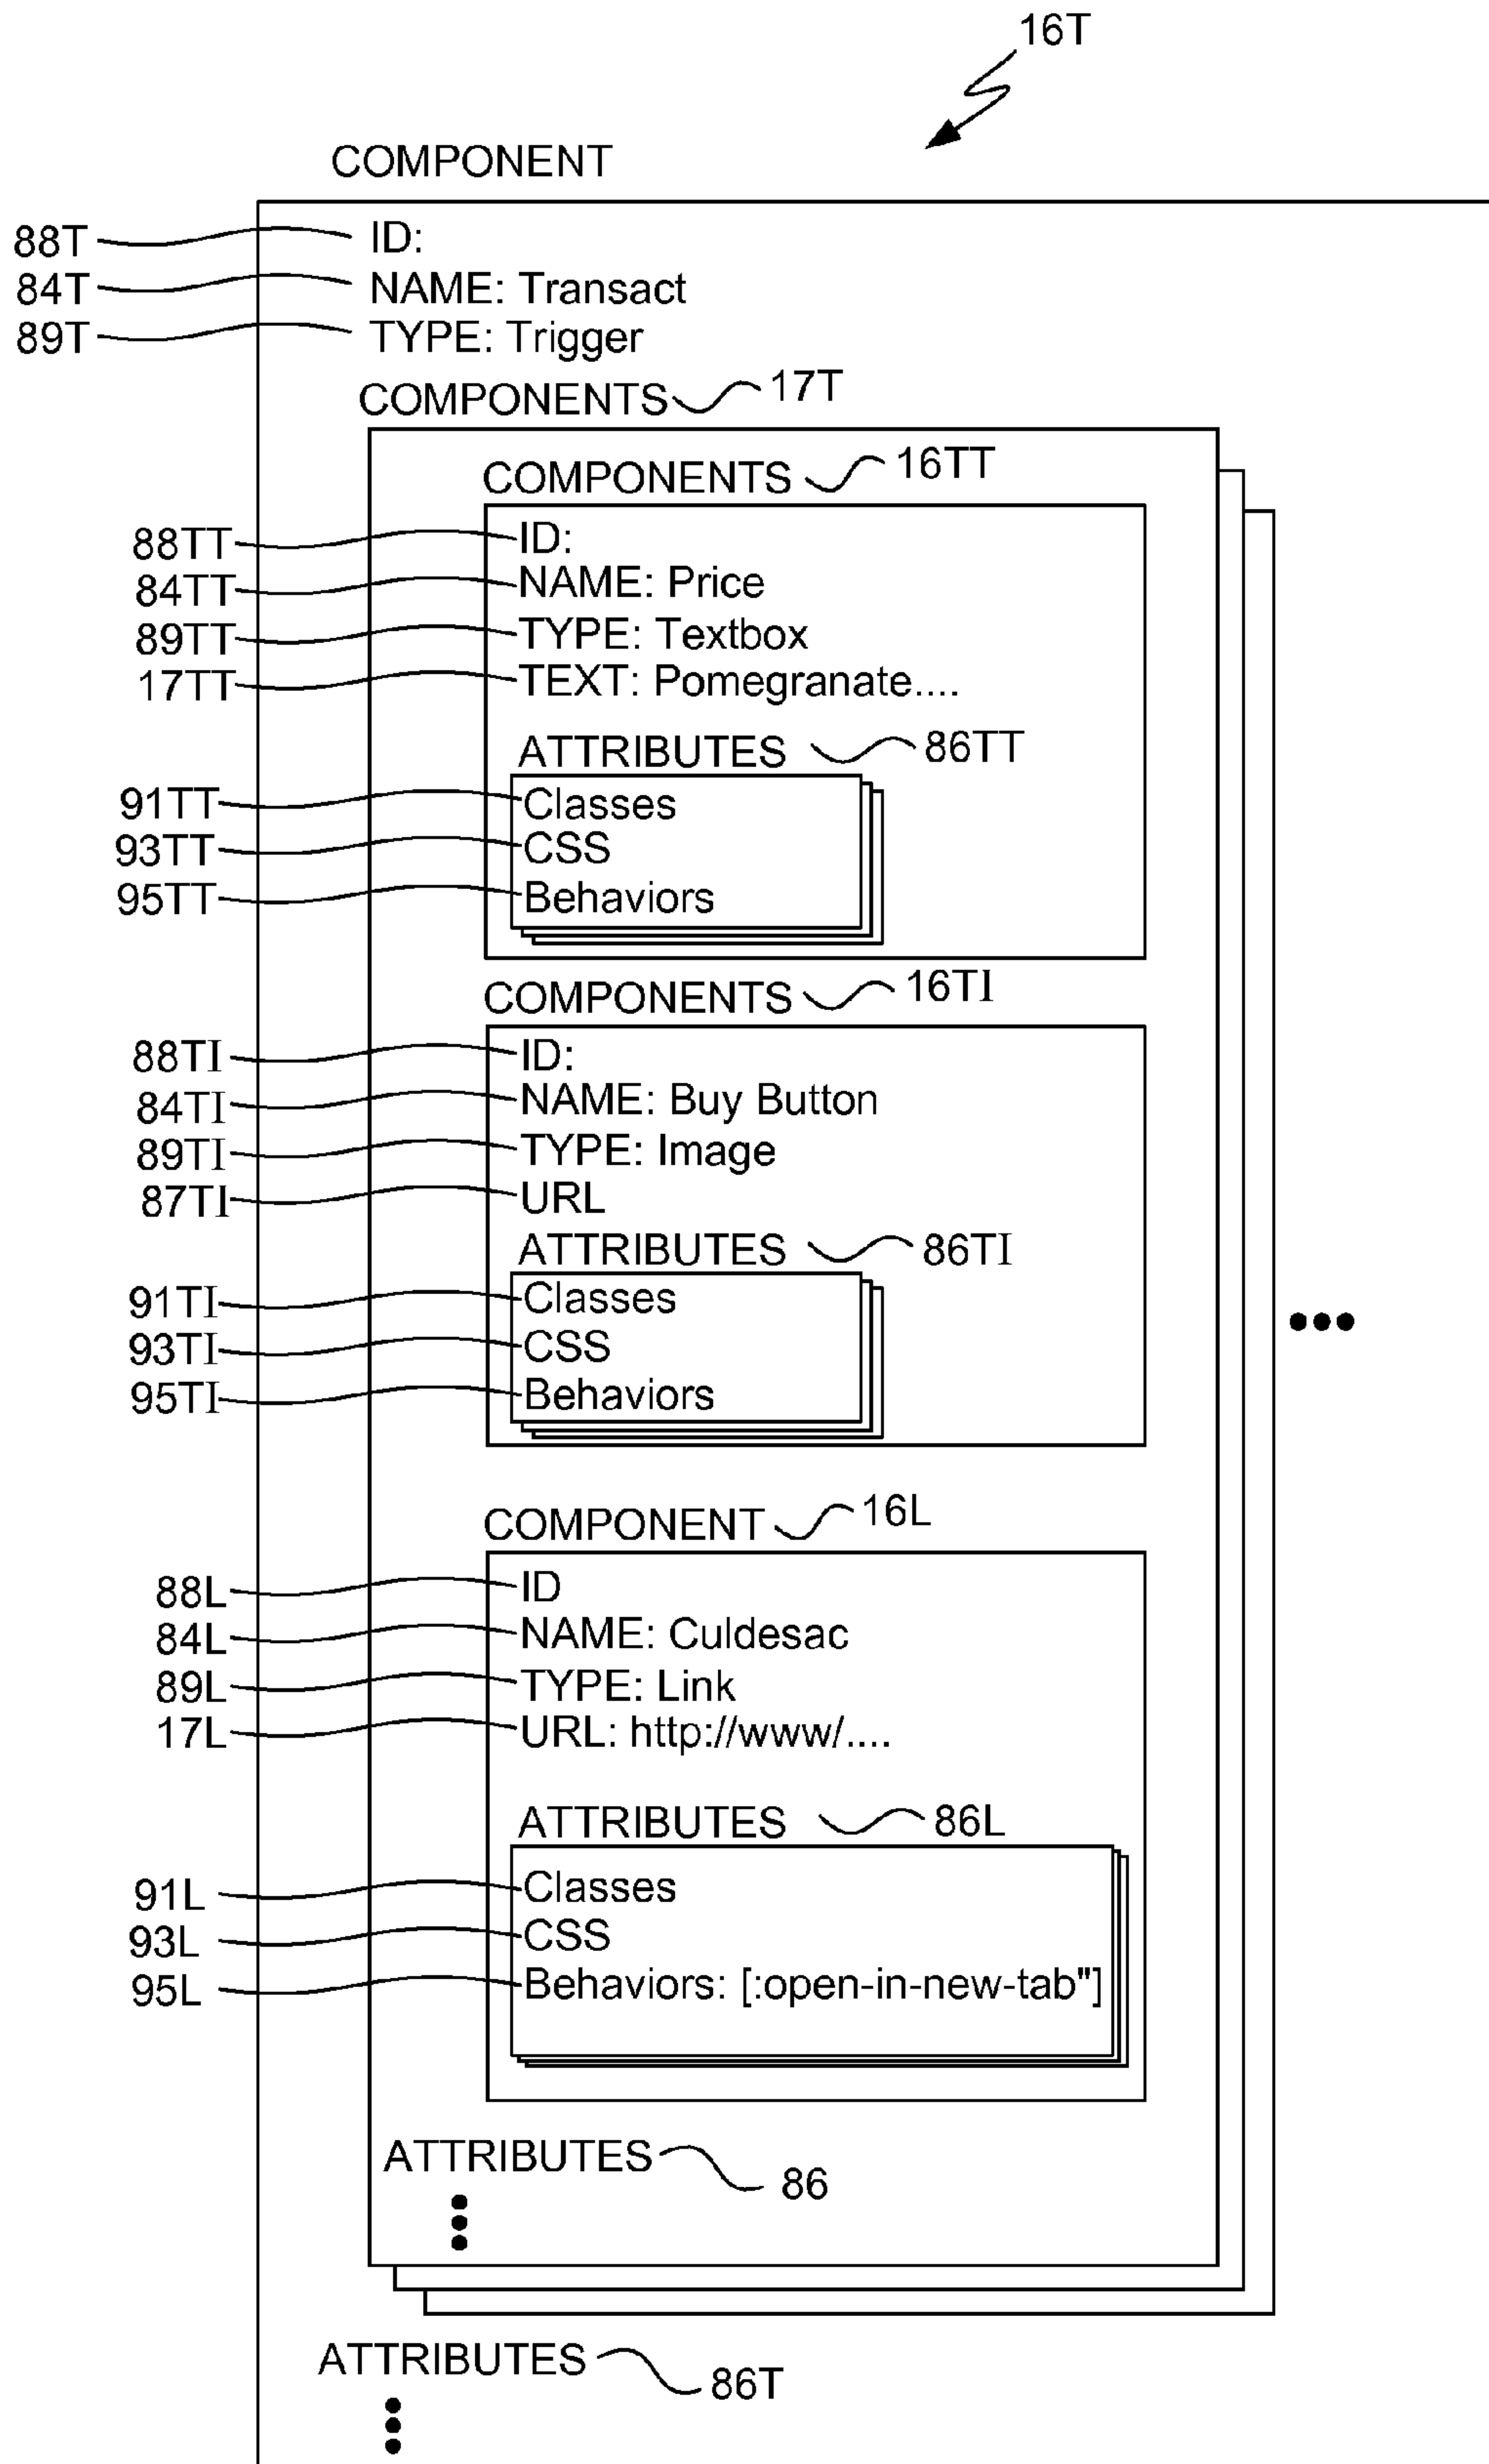 16T
COMPONENT
88T ID:
84T NAME: Transact
89T TYPE: Trigger
COMPONENTS 17T
COMPONENTS 16TT
88TT ID:
84TT NAME: Price
89TT TYPE: Textbox
17TT TEXT: Pomegranate....
ATTRIBUTES 86TT
91TT Classes
93TT CSS
95TT Behaviors
COMPONENTS 16TI
88TI ID:
84TI NAME: Buy Button
89TI TYPE: Image
87TI URL
ATTRIBUTES 86TI
91TI Classes
93TI CSS
95TI Behaviors
COMPONENT 16L
88L ID
84L NAME: Culdesac
89L TYPE: Link
17L URL: http://www/....
ATTRIBUTES 86L
91L Classes
93L CSS
95L Behaviors: [:open-in-new-tab"]
ATTRIBUTES 86
ATTRIBUTES 86T